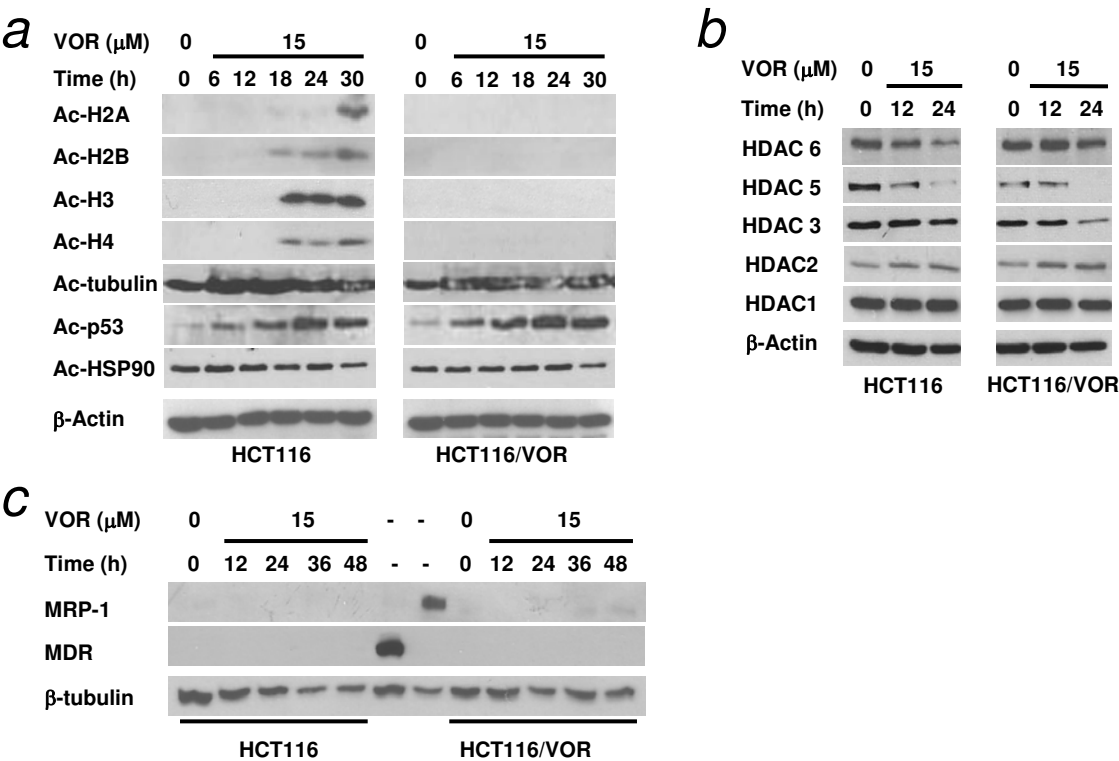 a
VOR (μM) 0 15 0 15
Time (h) 0 6 12 18 24 30 0 6 12 18 24 30
Ac-H2A
Ac-H2B
Ac-H3
Ac-H4
Ac-tubulin
Ac-p53
Ac-HSP90
β-Actin
HCT116 HCT116/VOR
b
VOR (μM) 0 15 0 15
Time (h) 0 12 24 0 12 24
HDAC 6
HDAC 5
HDAC 3
HDAC2
HDAC1
β-Actin
HCT116 HCT116/VOR
c
VOR (μM) 0 15 - - 0 15
Time (h) 0 12 24 36 48 - - 0 12 24 36 48
MRP-1
MDR
β-tubulin
HCT116 HCT116/VOR